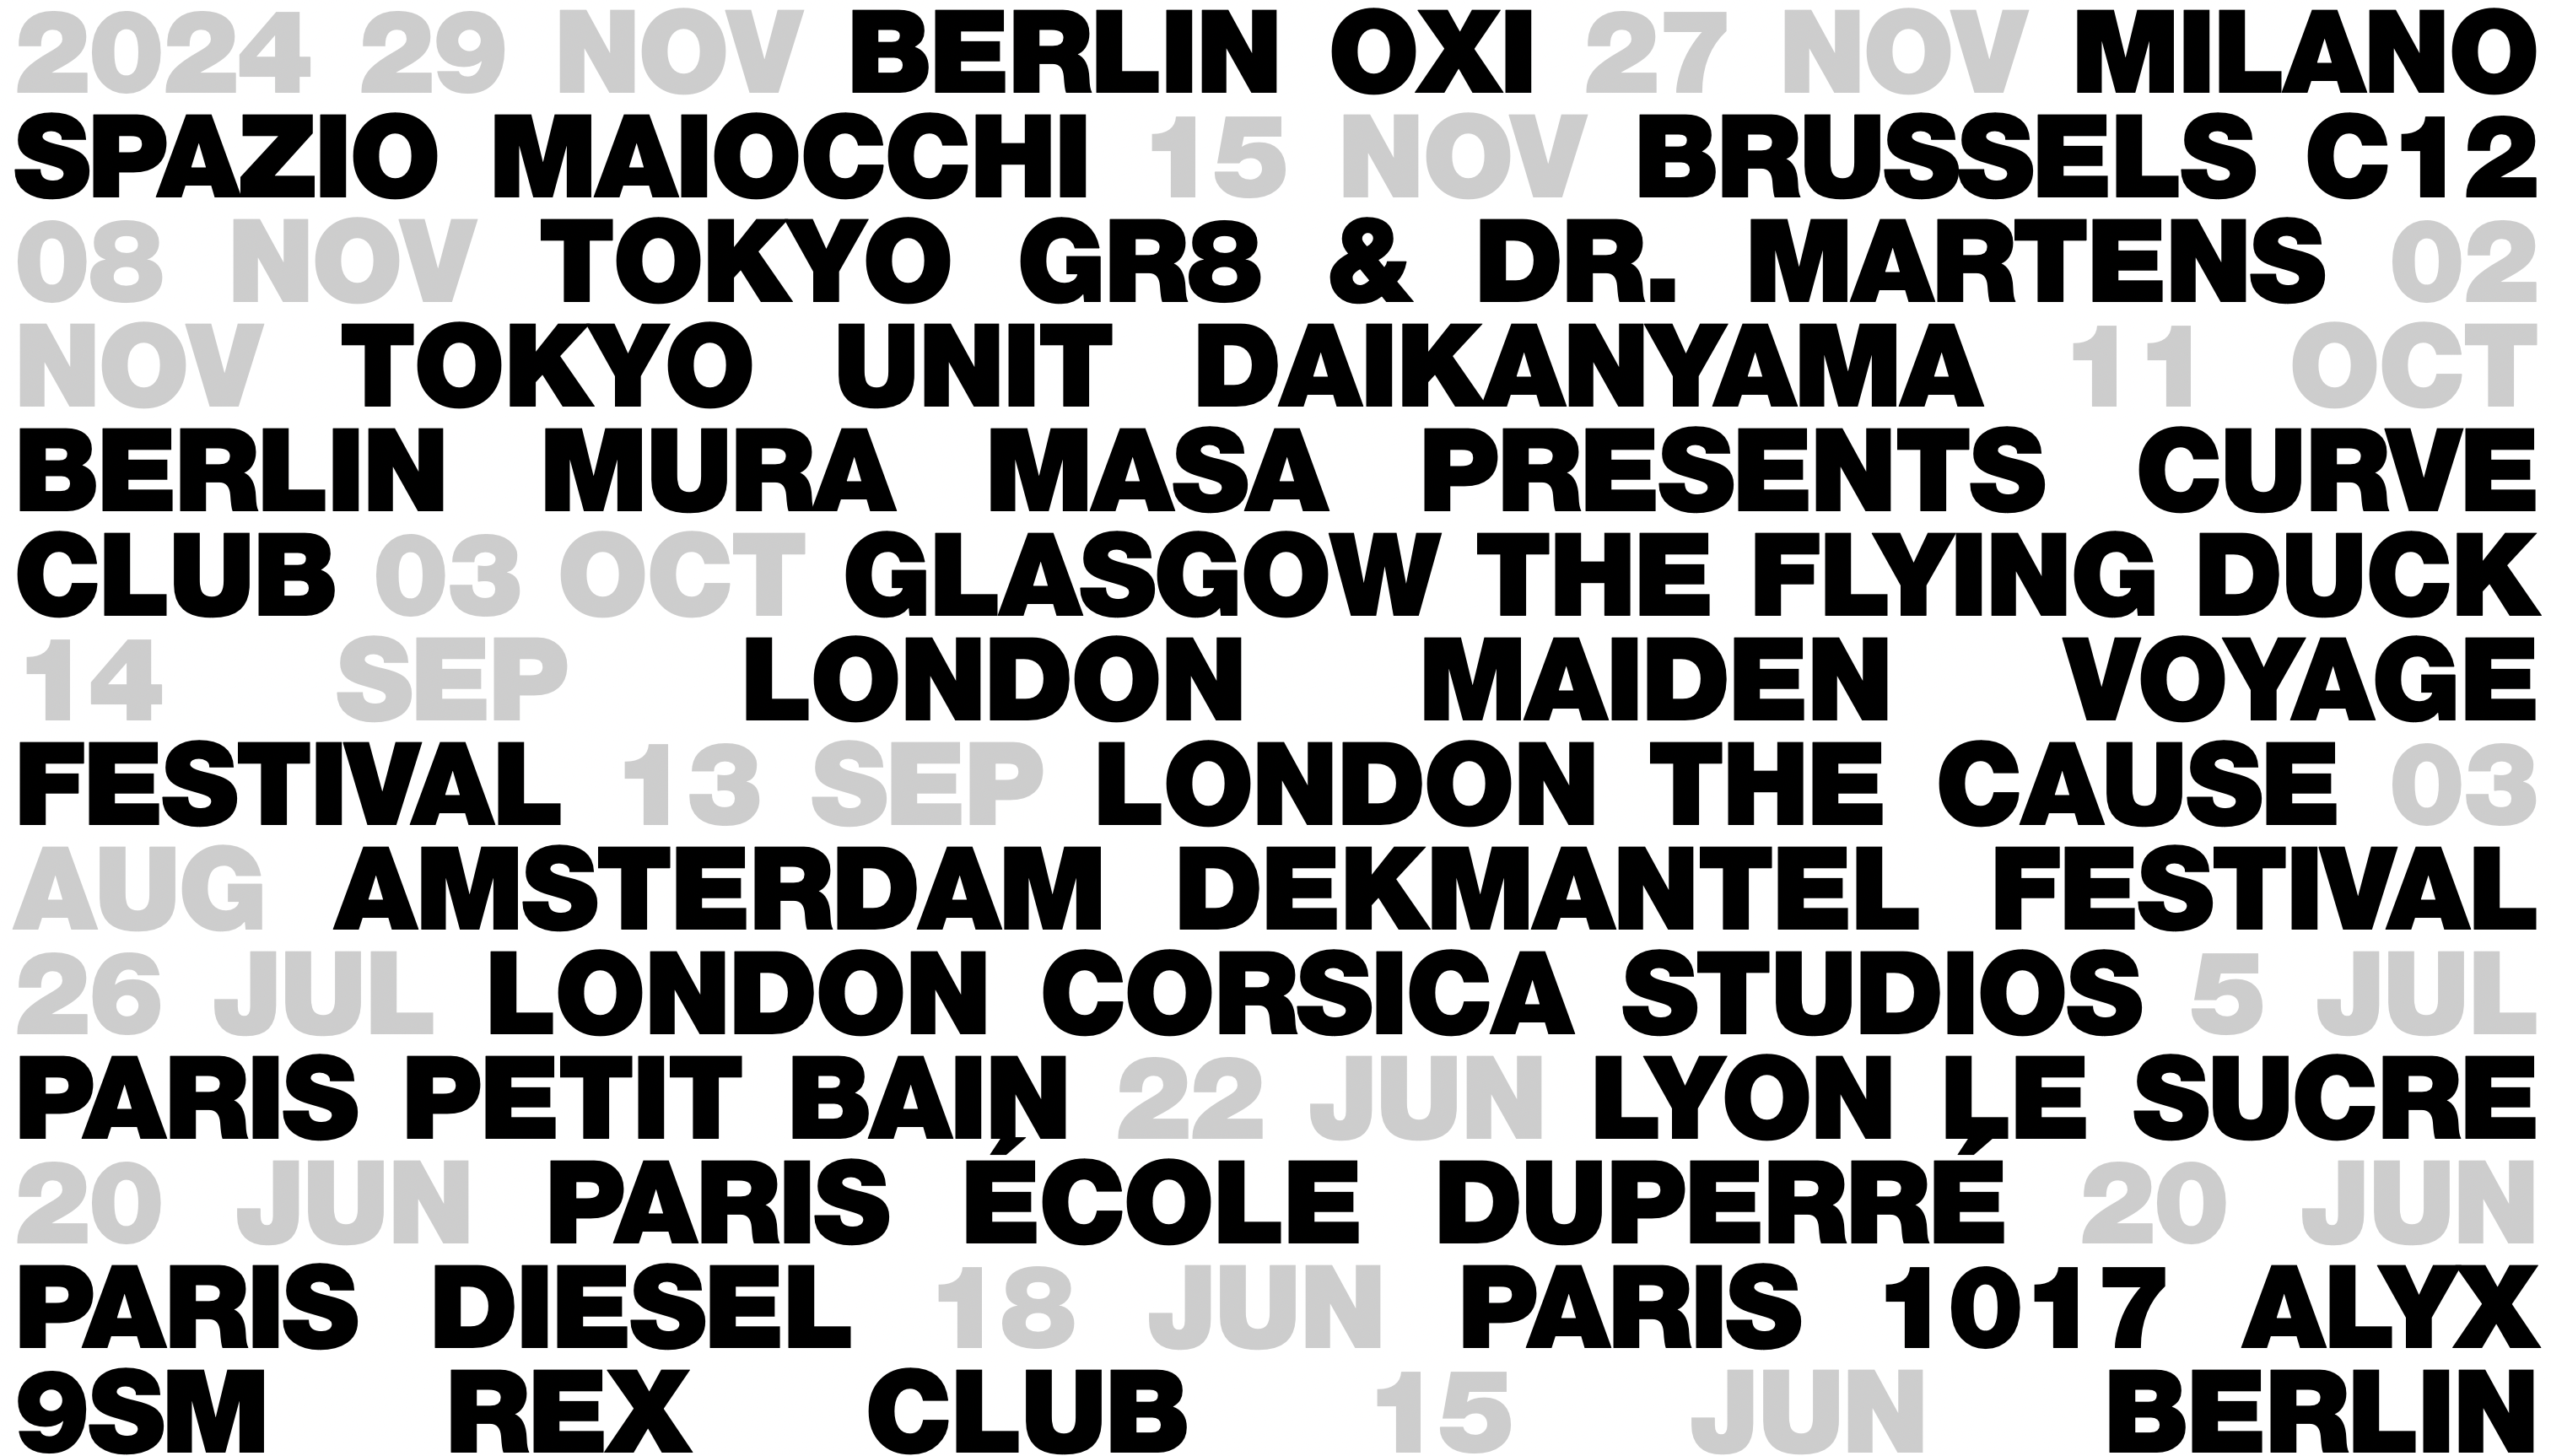 2024 29 NOV BERLIN OXI 27 NOV MILANO
SPAZIO MAIOCCHI 15 NOV BRUSSELS C12
08 NOV TOKYO GR8 & DR. MARTENS 02
NOV TOKYO UNIT DAIKANYAMA 11 OCT
BERLIN MURA MASA PRESENTS CURVE
CLUB 03 OCT GLASGOW THE FLYING DUCK
14 SEP LONDON MAIDEN VOYAGE
FESTIVAL 13 SEP LONDON THE CAUSE 03
AUG AMSTERDAM DEKMANTEL FESTIVAL
26 JUL LONDON CORSICA STUDIOS 5 JUL
PARIS PETIT BAIN 22 JUN LYON LE SUCRE
20 JUN PARIS ÉCOLE DUPERRÉ 20 JUN
PARIS DIESEL 18 JUN PARIS 1017 ALYX
9SM REX CLUB 15 JUN BERLIN